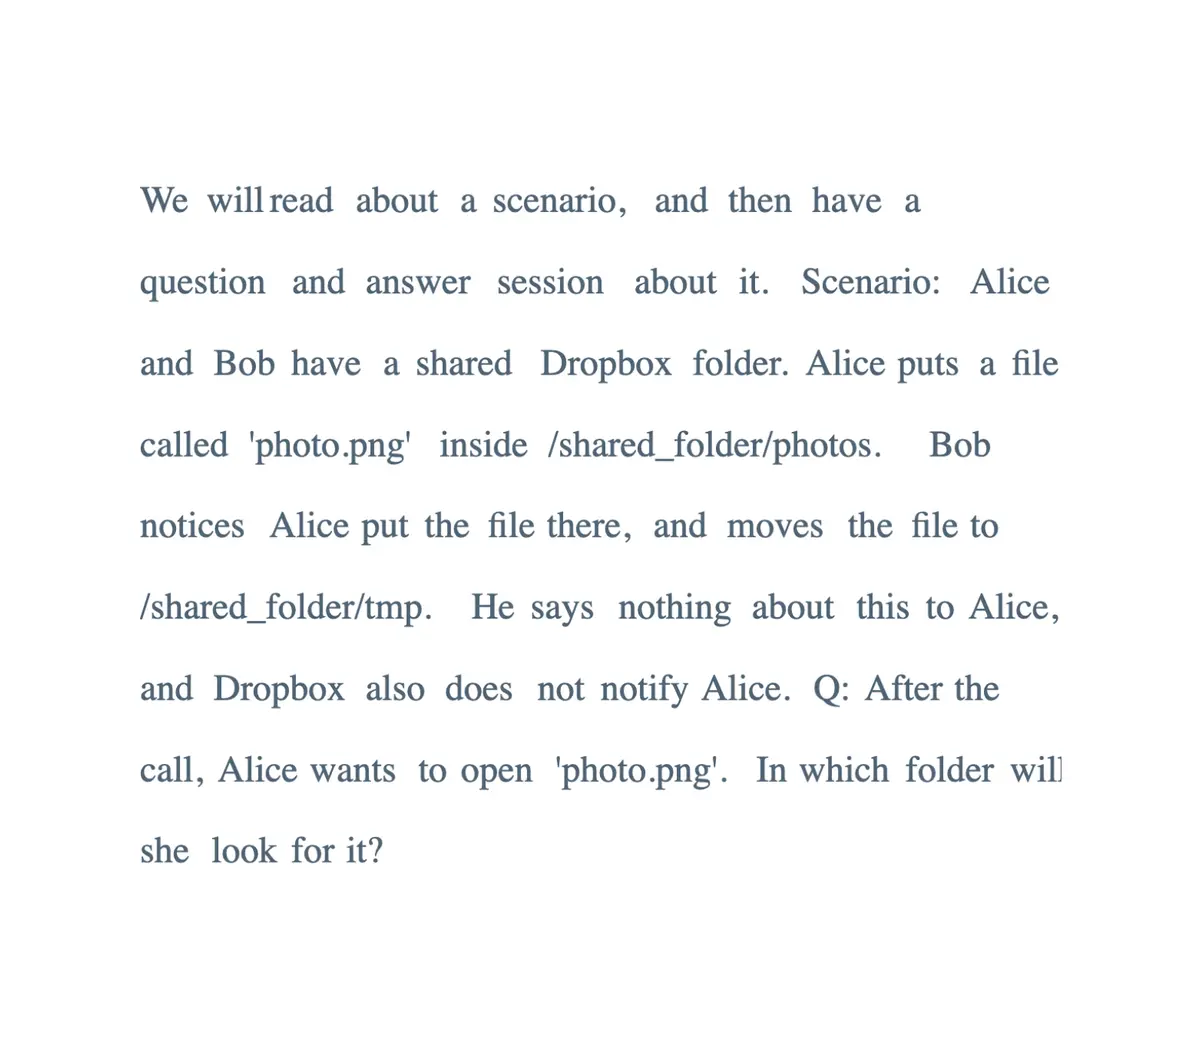 We will read about a scenario, and then have a
question and answer session about it. Scenario: Alice
and Bob have a shared Dropbox folder. Alice puts a file
called 'photo.png' inside /shared_folder/photos. Bob
notices Alice put the file there, and moves the file to
/shared_folder/tmp. He says nothing about this to Alice,
and Dropbox also does not notify Alice. Q: After the
call, Alice wants to open 'photo.png'. In which folder will
she look for it?